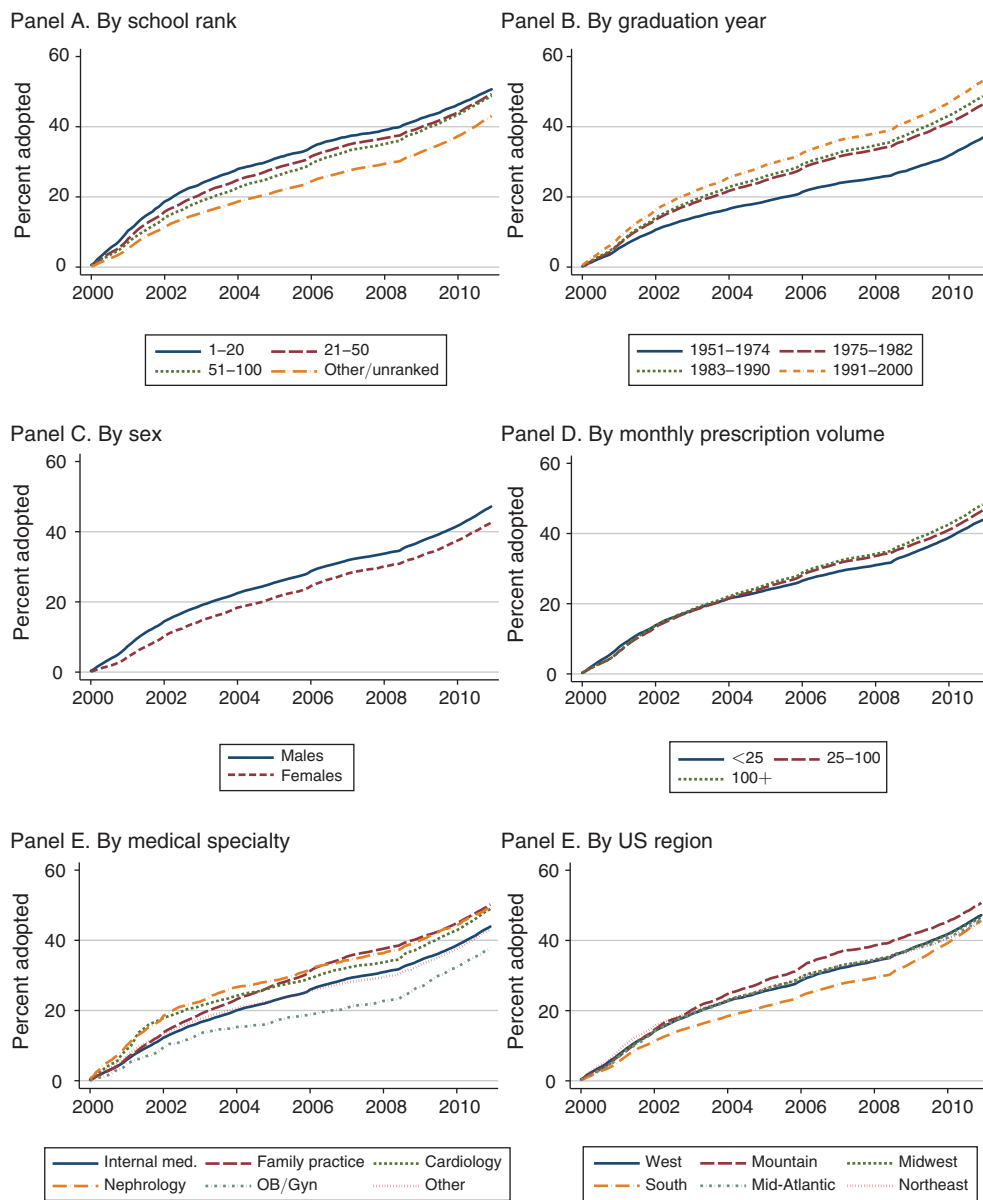 Panel A. By school rank
Percent adopted
60
40
20
0
2000 2002 2004 2006 2008 2010
1–20 21–50
51–100 Other/unranked
Panel B. By graduation year
Percent adopted
60
40
20
0
2000 2002 2004 2006 2008 2010
1951–1974 1975–1982
1983–1990 1991–2000
Panel C. By sex
Percent adopted
60
40
20
0
2000 2002 2004 2006 2008 2010
Males
Females
Panel D. By monthly prescription volume
Percent adopted
60
40
20
0
2000 2002 2004 2006 2008 2010
<25 25–100
100+
Panel E. By medical specialty
Percent adopted
60
40
20
0
2000 2002 2004 2006 2008 2010
Internal med. Family practice Cardiology
Nephrology OB/Gyn Other
Panel E. By US region
Percent adopted
60
40
20
0
2000 2002 2004 2006 2008 2010
West Mountain Midwest
South Mid-Atlantic Northeast